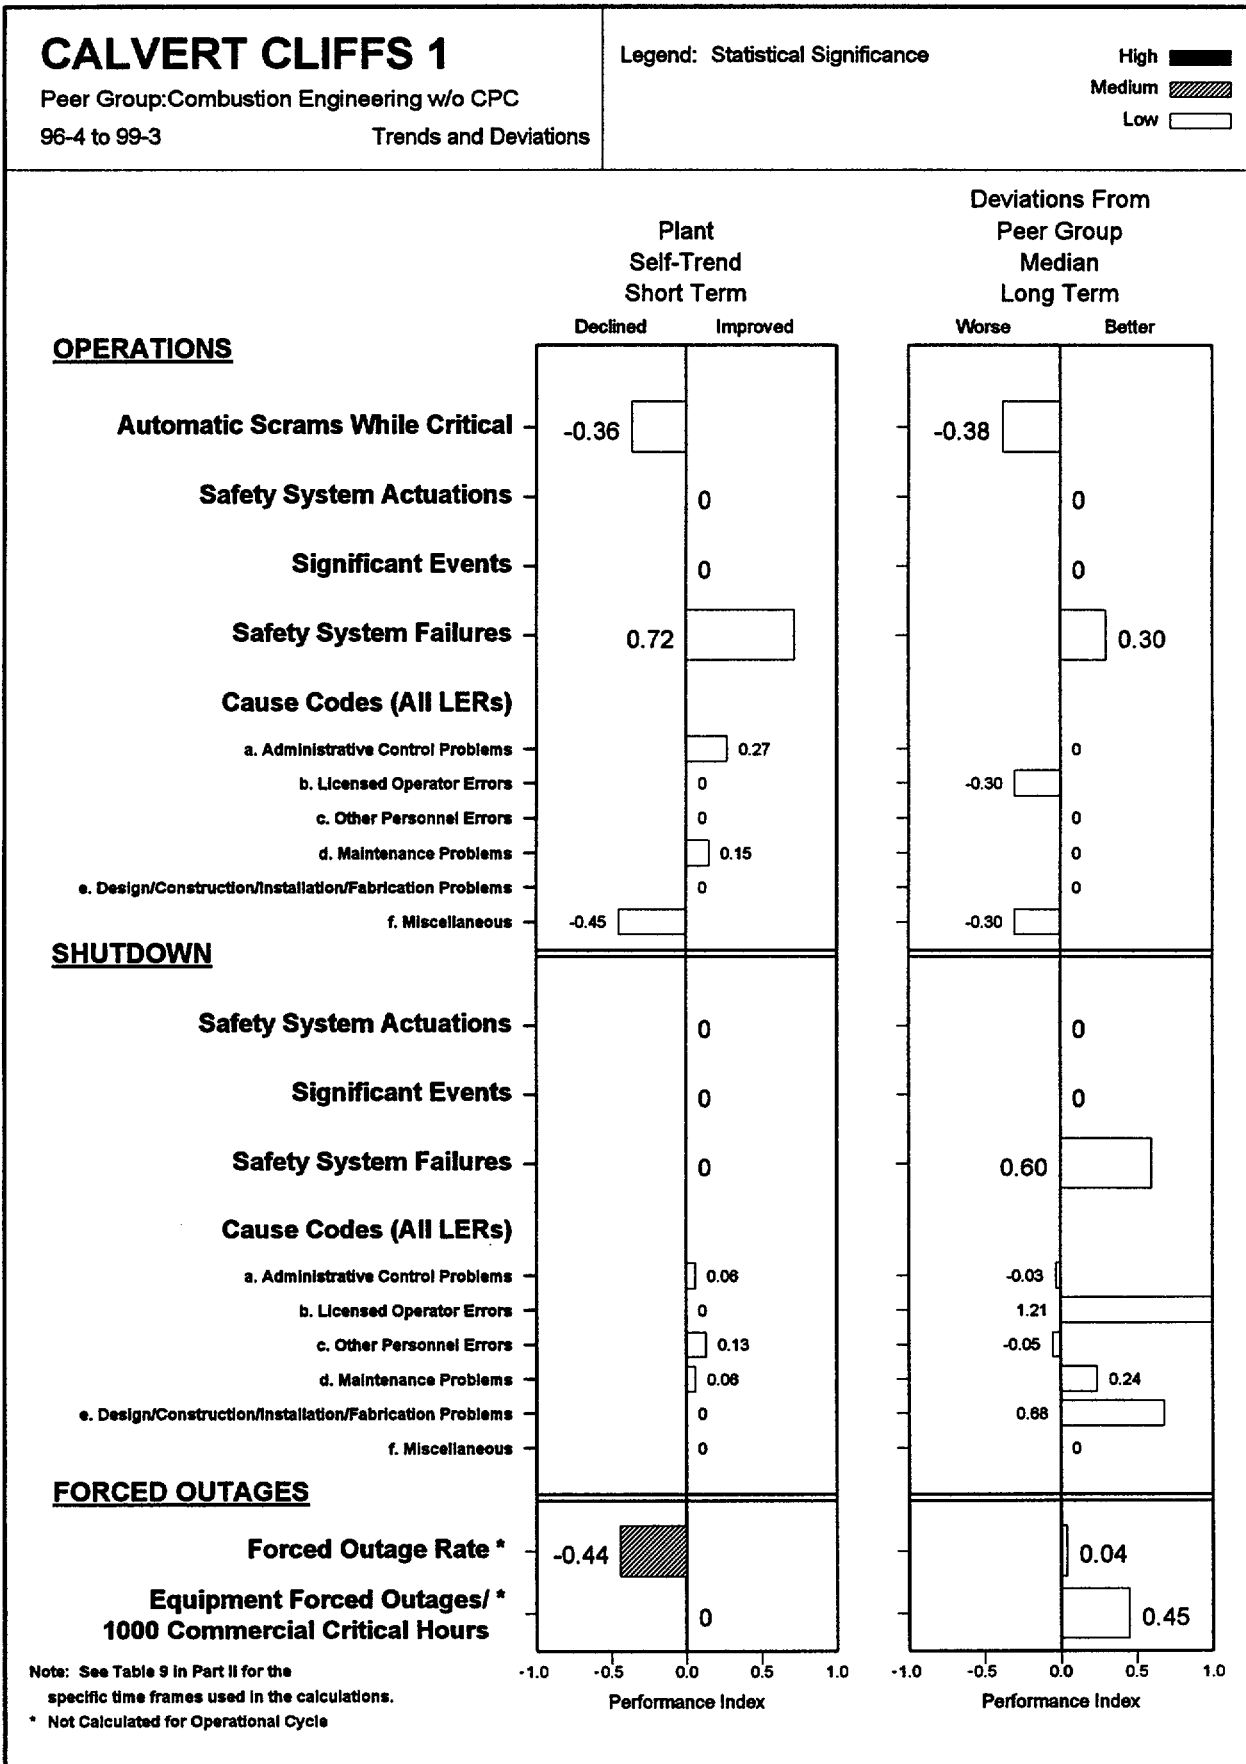 CALVERT CLIFFS 1
Peer Group:Combustion Engineering w/o CPC
96-4 to 99-3 Trends and Deviations
Legend: Statistical Significance
High
Medium
Low
Plant
Self-Trend
Short Term
Declined Improved
Deviations From
Peer Group
Median
Long Term
Worse Better
OPERATIONS
Automatic Scrams While Critical -0.36 -0.38
Safety System Actuations 0 0
Significant Events 0 0
Safety System Failures 0.72 0.30
Cause Codes (All LERs)
a. Administrative Control Problems 0.27 0
b. Licensed Operator Errors 0 -0.30
c. Other Personnel Errors 0 0
d. Maintenance Problems 0.15 0
e. Design/Construction/Installation/Fabrication Problems 0 0
f. Miscellaneous -0.45 -0.30
SHUTDOWN
Safety System Actuations 0 0
Significant Events 0 0
Safety System Failures 0 0.60
Cause Codes (All LERs)
a. Administrative Control Problems 0.06 -0.03
b. Licensed Operator Errors 0 1.21
c. Other Personnel Errors 0.13 -0.05
d. Maintenance Problems 0.06 0.24
e. Design/Construction/Installation/Fabrication Problems 0 0.68
f. Miscellaneous 0 0
FORCED OUTAGES
Forced Outage Rate * -0.44 0.04
Equipment Forced Outages/ *
1000 Commercial Critical Hours 0 0.45
-1.0 -0.5 0.0 0.5 1.0 -1.0 -0.5 0.0 0.5 1.0
Performance Index Performance Index
Note: See Table 9 in Part II for the
specific time frames used in the calculations.
* Not Calculated for Operational Cycle